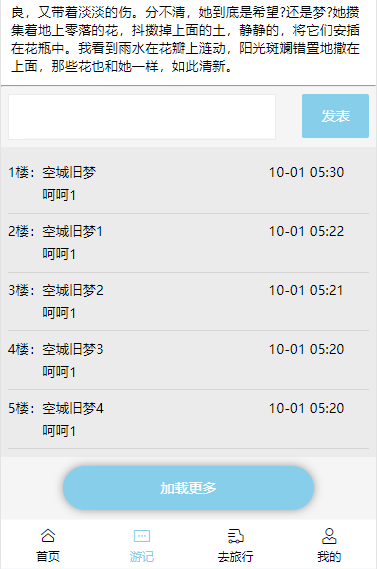 良，又带着淡淡的伤。分不清，她到底是希望?还是梦?她攒
集着地上零落的花，抖擞掉上面的土，静静的，将它们安插
在花瓶中。我看到雨水在花瓣上涟动，阳光斑斓错置地撒在
上面，那些花也和她一样，如此清新。
发表
1楼：空城旧梦 10-01 05:30
呵呵1
2楼：空城旧梦1 10-01 05:22
呵呵1
3楼：空城旧梦2 10-01 05:21
呵呵1
4楼：空城旧梦3 10-01 05:20
呵呵1
5楼：空城旧梦4 10-01 05:20
呵呵1
加载更多
首页 游记 去旅行 我的